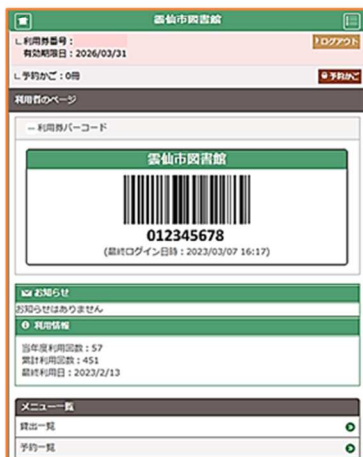 雲仙市図書館
∟利用券番号：
有効期限日：2026/03/31
ログアウト
∟予約かご：0冊
予約かご
利用者のページ
― 利用券バーコード
雲仙市図書館
012345678
(最終ログイン日時：2023/03/07 16:17)
お知らせ
お知らせはありません
利用情報
当年度利用回数：57
累計利用回数：451
最終利用日：2023/2/13
メニュー一覧
貸出一覧
予約一覧